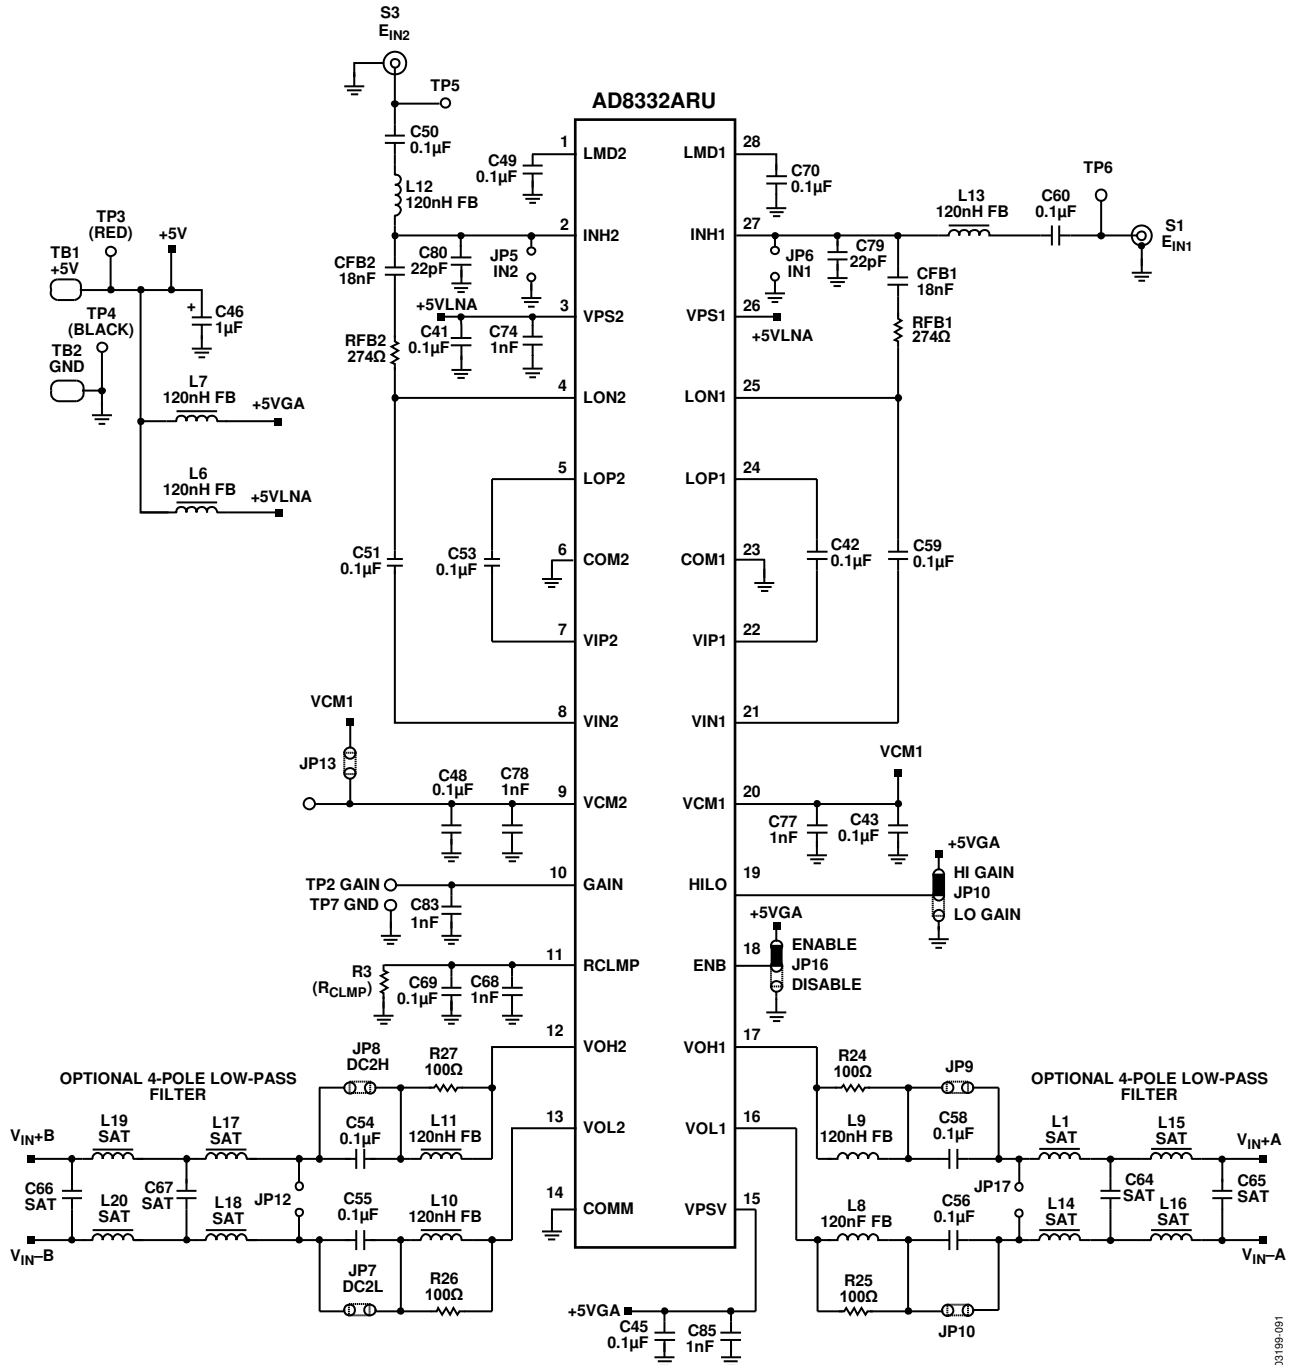 S3
EIN2
TP5
AD8332ARU
C50
0.1µF
L12
120nH FB
C49
0.1µF
1
LMD2
LMD1
28
C70
0.1µF
TP6
L13
120nH FB
C60
0.1µF
S1
EIN1
2
INH2
INH1
27
TP3
(RED)
+5V
TB1
+5V
TP4
(BLACK)
TB2
GND
+
C46
1µF
CFB2
18nF
C80
22pF
JP5
IN2
JP6
IN1
C79
22pF
CFB1
18nF
+5VLNA
3
VPS2
VPS1
26
+5VLNA
RFB2
274Ω
C41
0.1µF
C74
1nF
RFB1
274Ω
L7
120nH FB
+5VGA
4
LON2
LON1
25
L6
120nH FB
+5VLNA
5
LOP2
LOP1
24
C51
0.1µF
C53
0.1µF
6
COM2
COM1
23
C42
0.1µF
C59
0.1µF
7
VIP2
VIP1
22
8
VIN2
VIN1
21
VCM1
JP13
C48
0.1µF
C78
1nF
9
VCM2
VCM1
20
VCM1
C77
1nF
C43
0.1µF
TP2 GAIN
TP7 GND
C83
1nF
10
GAIN
HILO
19
+5VGA
HI GAIN
JP10
LO GAIN
+5VGA
ENABLE
JP16
DISABLE
R3
(RCLMP)
C69
0.1µF
C68
1nF
11
RCLMP
ENB
18
12
VOH2
VOH1
17
JP8
DC2H
R27
100Ω
R24
100Ω
JP9
OPTIONAL 4-POLE LOW-PASS
FILTER
OPTIONAL 4-POLE LOW-PASS
FILTER
VIN+B
L19
SAT
L17
SAT
C54
0.1µF
L11
120nH FB
13
VOL2
VOL1
16
L9
120nH FB
C58
0.1µF
L1
SAT
L15
SAT
VIN+A
C66
SAT
C67
SAT
JP12
JP17
C64
SAT
C65
SAT
VIN–B
L20
SAT
L18
SAT
C55
0.1µF
L10
120nH FB
14
COMM
VPSV
15
L8
120nF FB
C56
0.1µF
L14
SAT
L16
SAT
VIN–A
JP7
DC2L
R26
100Ω
R25
100Ω
JP10
+5VGA
C45
0.1µF
C85
1nF
03199-091